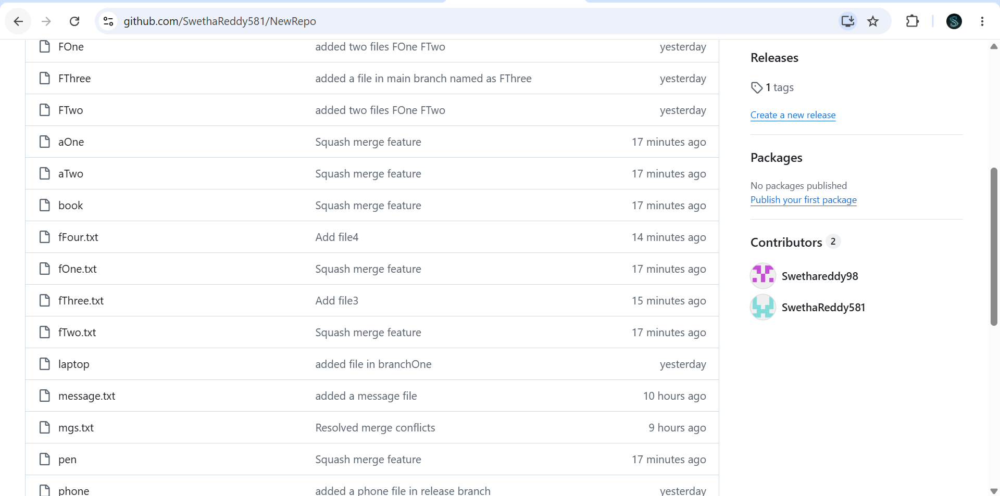 github.com/SwethaReddy581/NewRepo
FOne added two files FOne FTwo yesterday
FThree added a file in main branch named as FThree yesterday
FTwo added two files FOne FTwo yesterday
aOne Squash merge feature 17 minutes ago
aTwo Squash merge feature 17 minutes ago
book Squash merge feature 17 minutes ago
fFour.txt Add file4 14 minutes ago
fOne.txt Squash merge feature 17 minutes ago
fThree.txt Add file3 15 minutes ago
fTwo.txt Squash merge feature 17 minutes ago
laptop added file in branchOne yesterday
message.txt added a message file 10 hours ago
mgs.txt Resolved merge conflicts 9 hours ago
pen Squash merge feature 17 minutes ago
phone added a phone file in release branch yesterday
Releases
1 tags
Create a new release
Packages
No packages published
Publish your first package
Contributors 2
Swethareddy98
SwethaReddy581